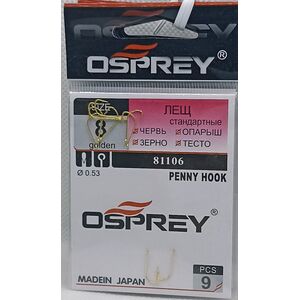 OSPREY®
SIZE
8
golden
Ø 0.53
ЛЕЩ
стандартные
ЧЕРВЬ
ОПАРЫШ
ЗЕРНО
ТЕСТО
81106
PENNY HOOK
OSPREY®
MADEIN JAPAN
PCS
9